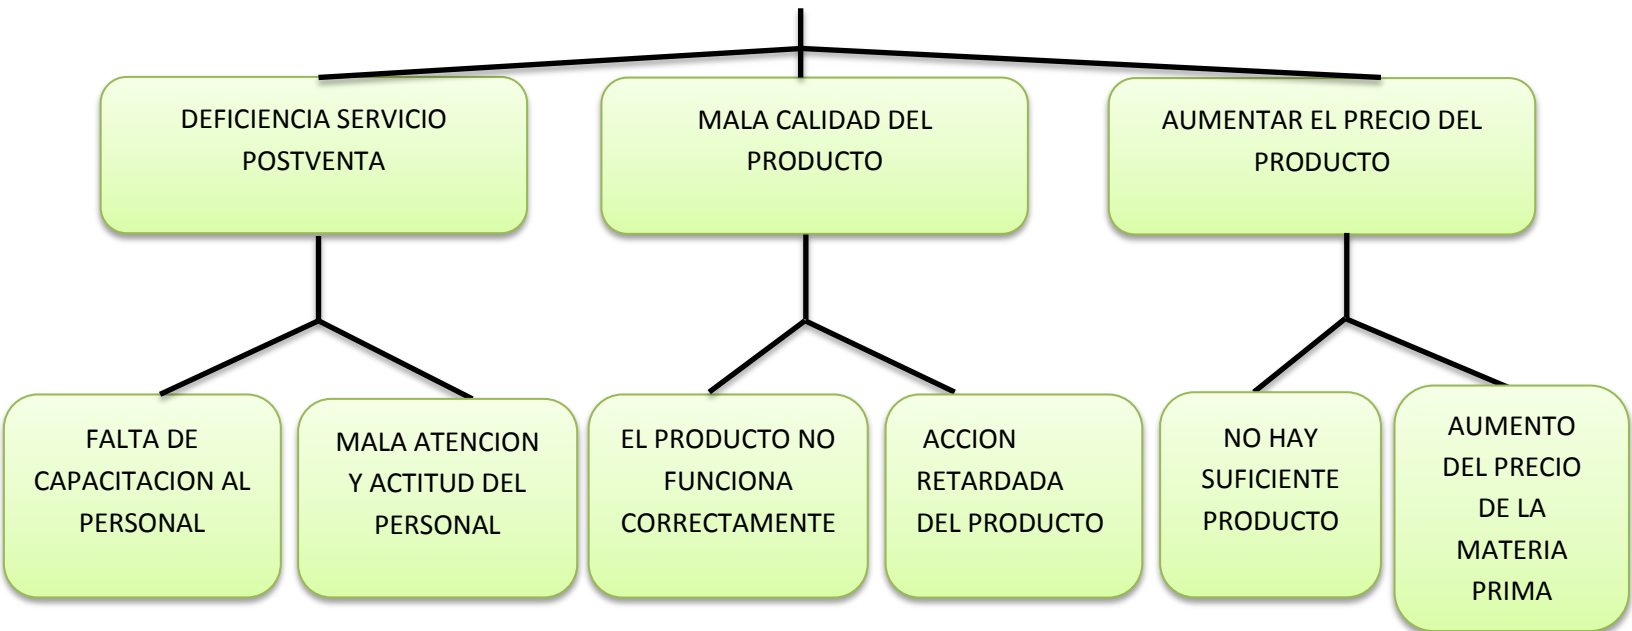 DEFICIENCIA SERVICIO
POSTVENTA
MALA CALIDAD DEL
PRODUCTO
AUMENTAR EL PRECIO DEL
PRODUCTO
FALTA DE
CAPACITACION AL
PERSONAL
MALA ATENCION
Y ACTITUD DEL
PERSONAL
EL PRODUCTO NO
FUNCIONA
CORRECTAMENTE
ACCION
RETARDADA
DEL PRODUCTO
NO HAY
SUFICIENTE
PRODUCTO
AUMENTO
DEL PRECIO
DE LA
MATERIA
PRIMA